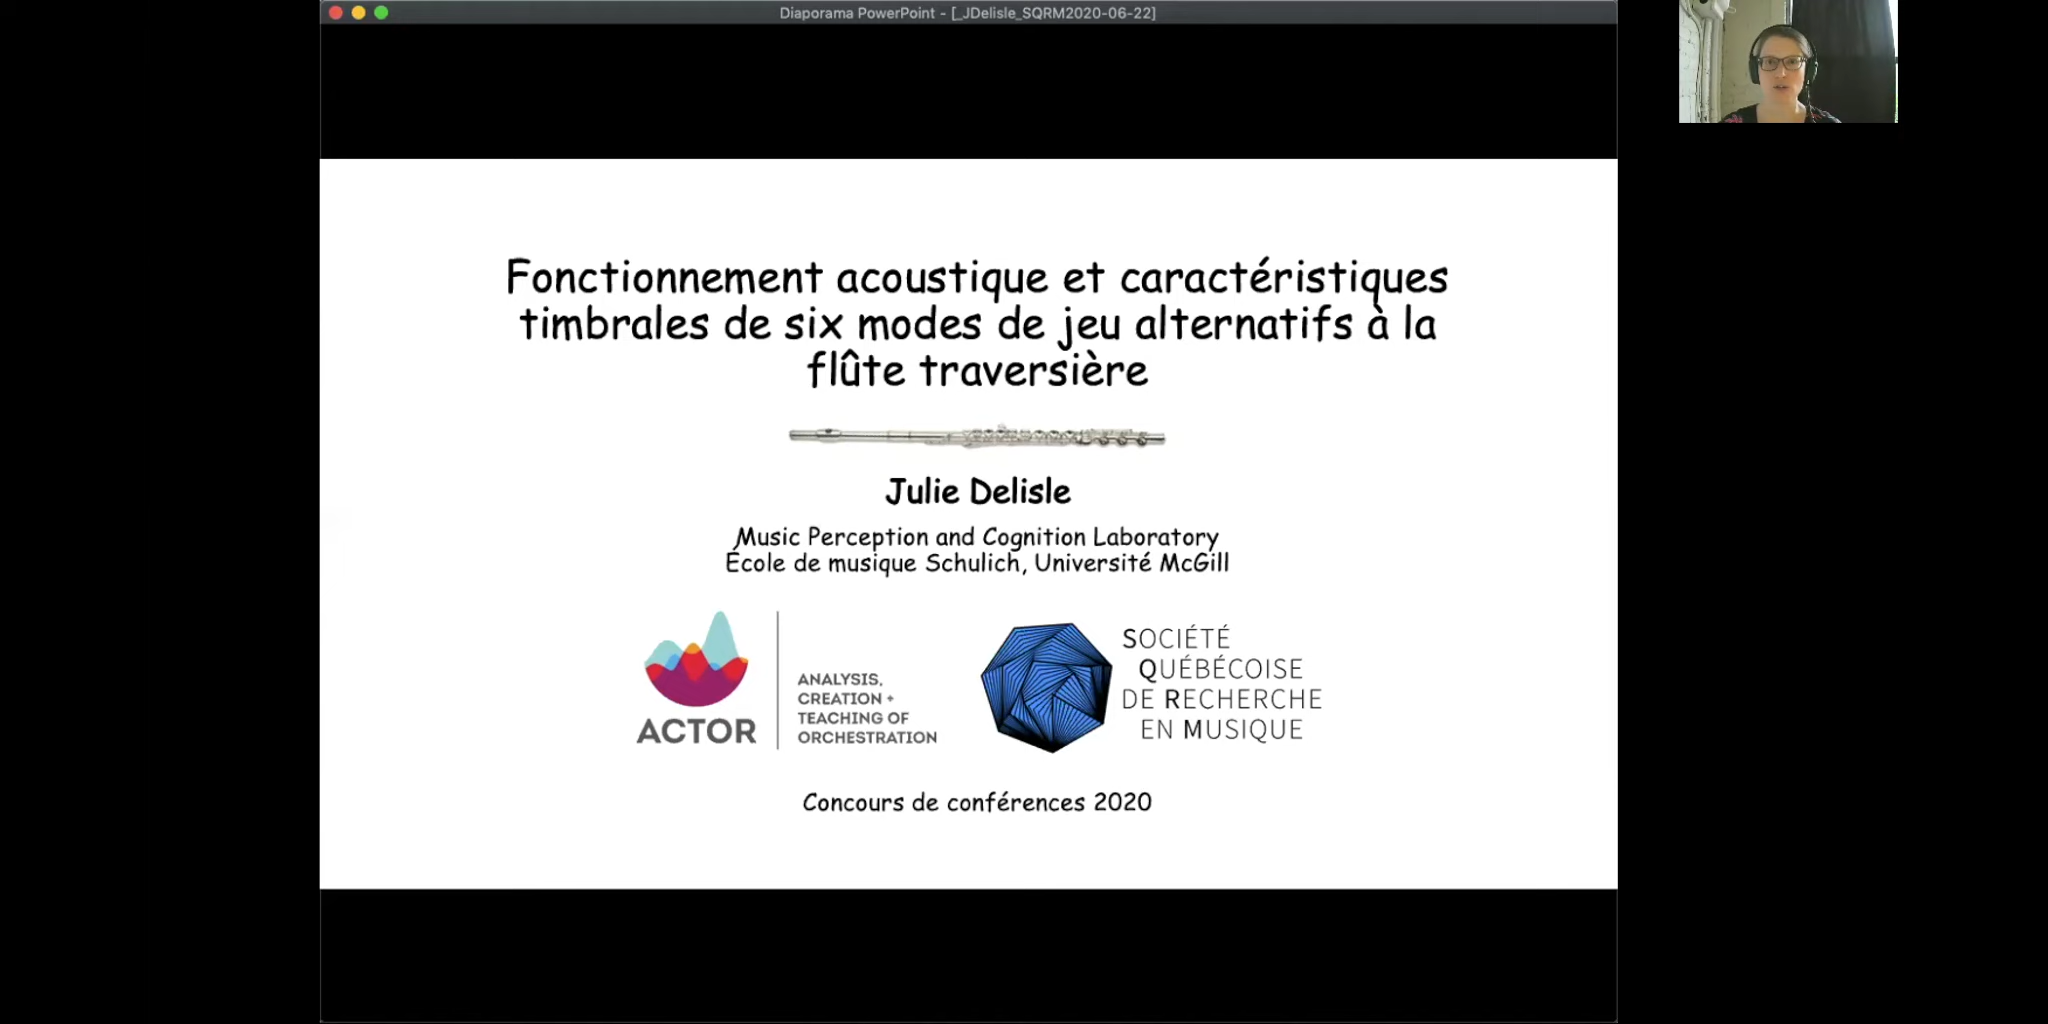 Diaporama PowerPoint - [_JDelisle_SQRM2020-06-22]
Fonctionnement acoustique et caractéristiques
timbrales de six modes de jeu alternatifs à la
flûte traversière
Julie Delisle
Music Perception and Cognition Laboratory
École de musique Schulich, Université McGill
ACTOR
ANALYSIS,
CREATION +
TEACHING OF
ORCHESTRATION
SOCIÉTÉ
QUÉBÉCOISE
DE RECHERCHE
EN MUSIQUE
Concours de conférences 2020